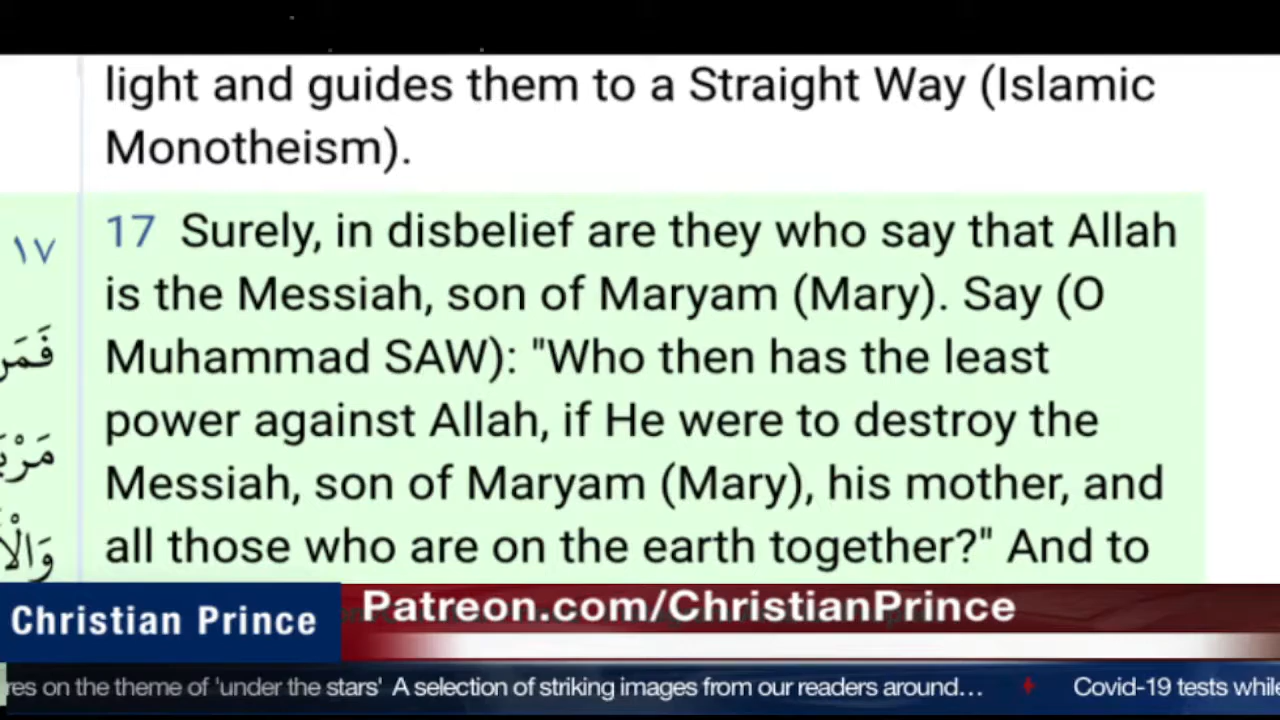 light and guides them to a Straight Way (Islamic
Monotheism).
17 Surely, in disbelief are they who say that Allah
is the Messiah, son of Maryam (Mary). Say (O
Muhammad SAW): "Who then has the least
power against Allah, if He were to destroy the
Messiah, son of Maryam (Mary), his mother, and
all those who are on the earth together?" And to
١٧
Christian Prince
Patreon.com/ChristianPrince
res on the theme of 'under the stars' A selection of striking images from our readers around... Covid-19 tests while